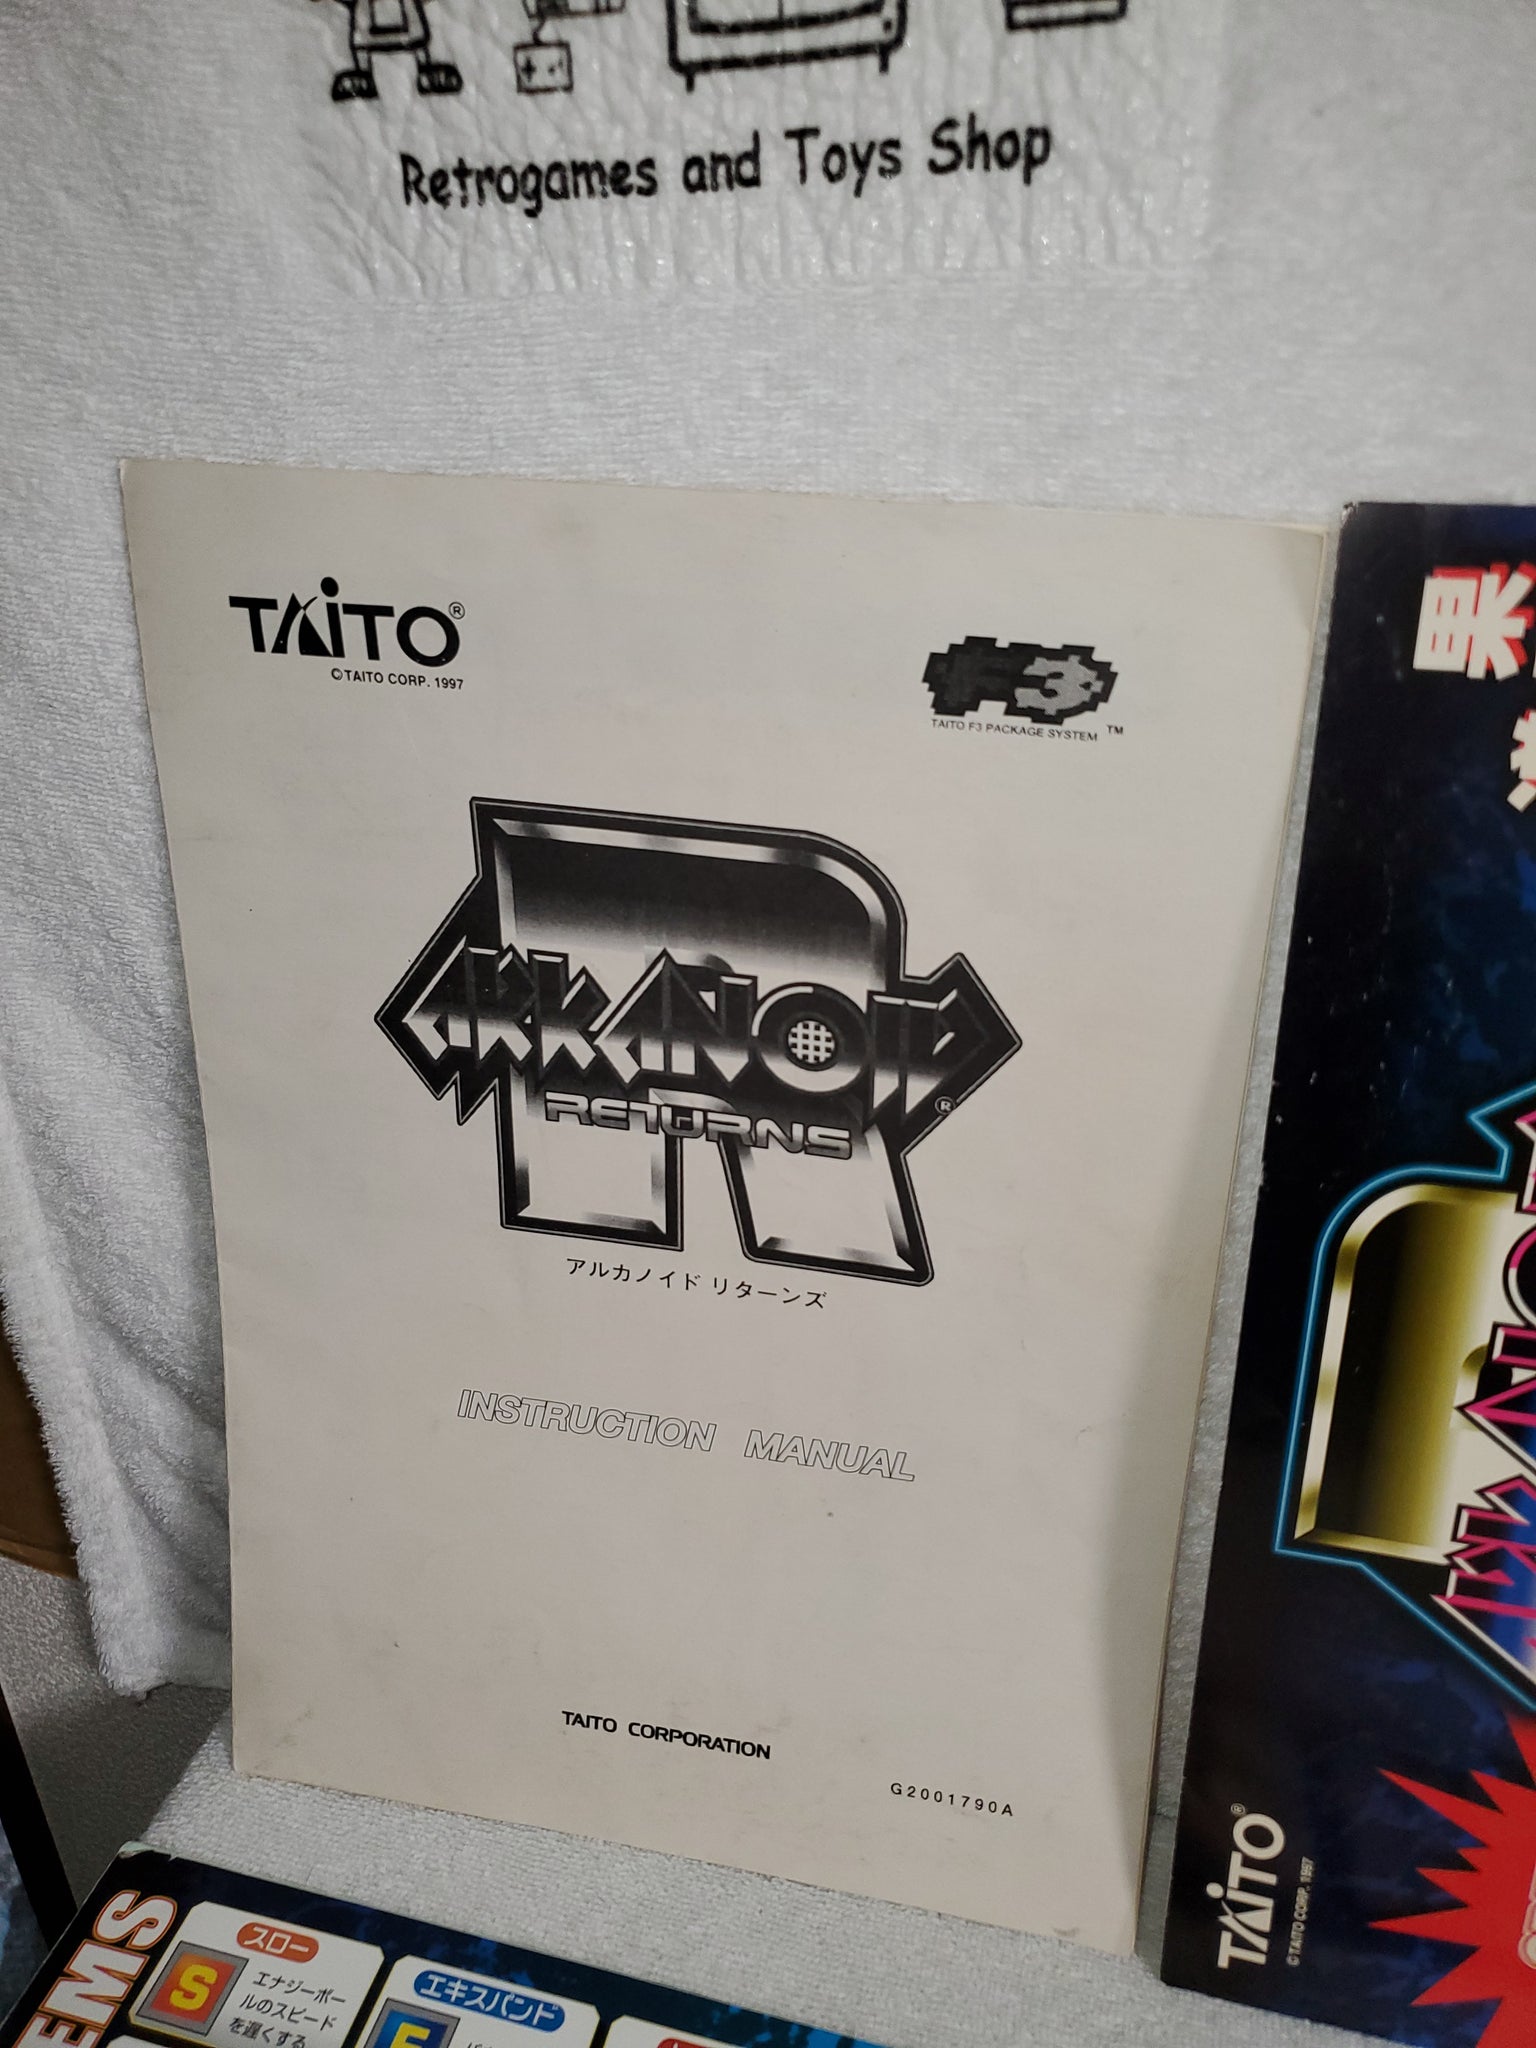 Retrogames and Toys Shop
TAITO®
©TAITO CORP. 1997
F3
TAITO F3 PACKAGE SYSTEM ™
ARKANOID®
RETURNS
アルカノイド リターンズ
INSTRUCTION MANUAL
TAITO CORPORATION
G2001790A
果
TAITO®
© TAITO CORP. 1997
EMS
スロー
S
エナジーボー
ルのスピード
を遅くする
エキスパンド
E